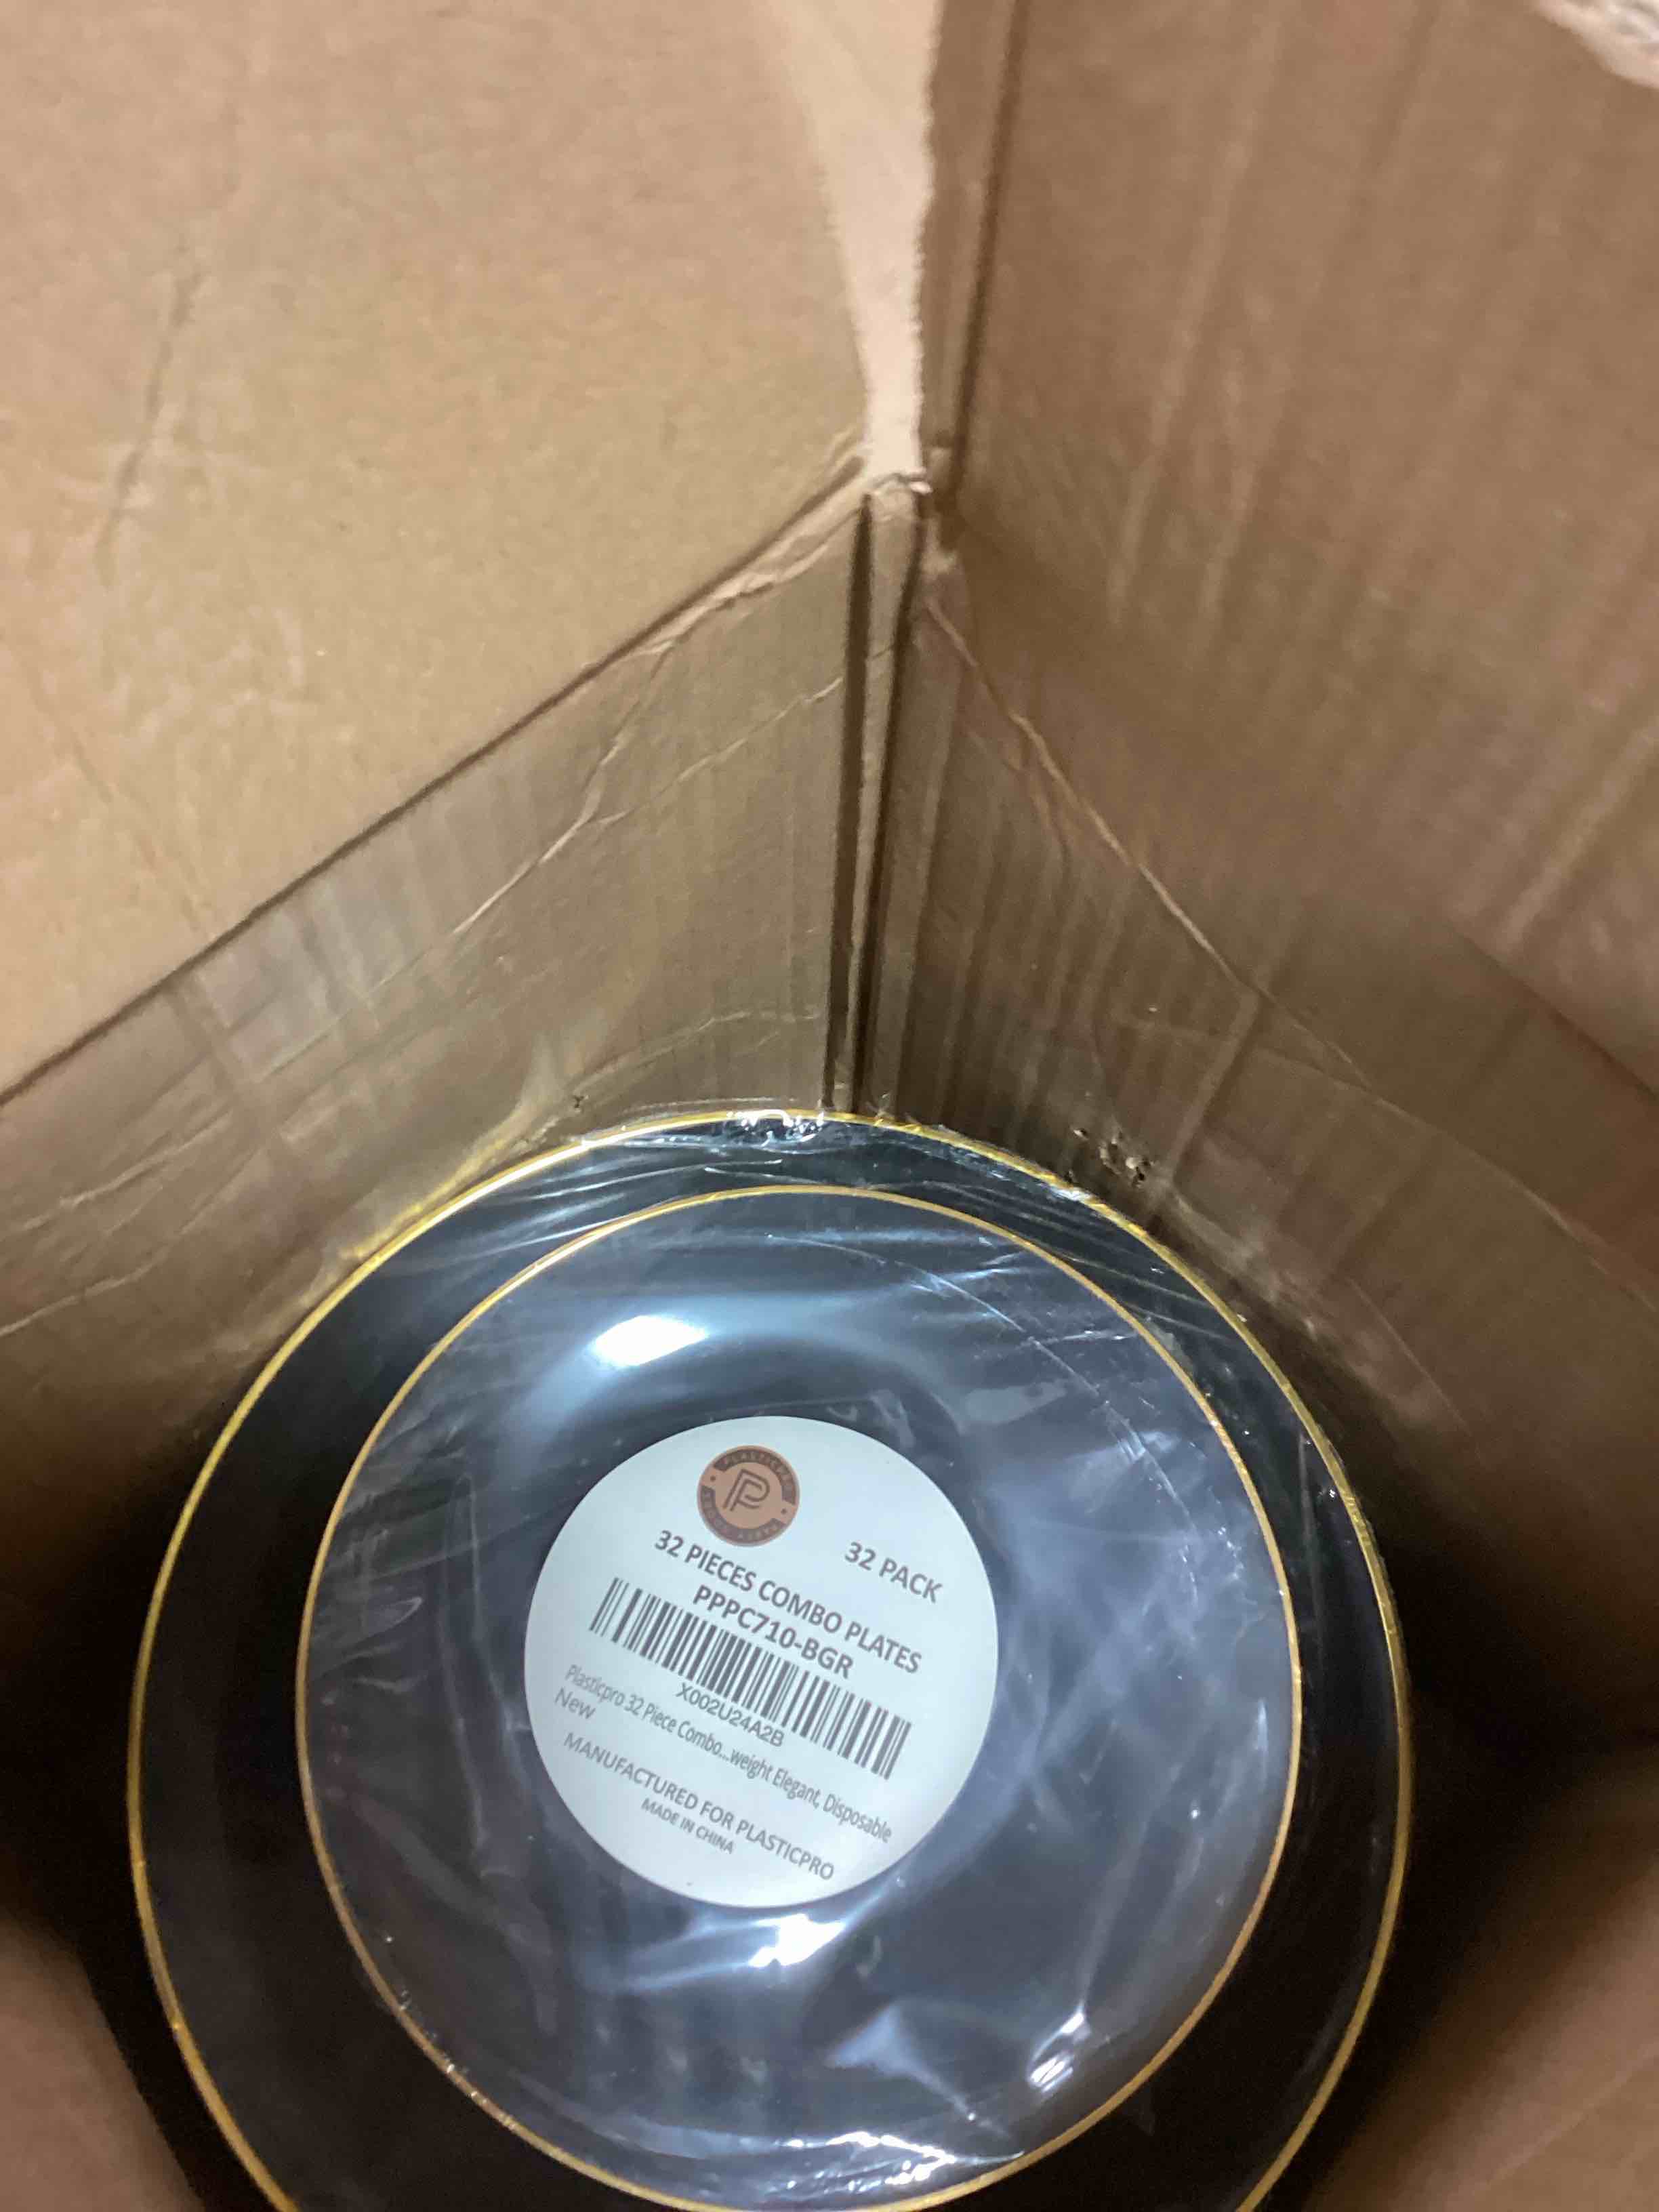 PLASTICPRO
32 PACK
32 PIECES COMBO PLATES
PPPC710-BGR
X002U24A2B
Plasticpro 32 Piece Combo...weight Elegant, Disposable
New
MANUFACTURED FOR PLASTICPRO
MADE IN CHINA